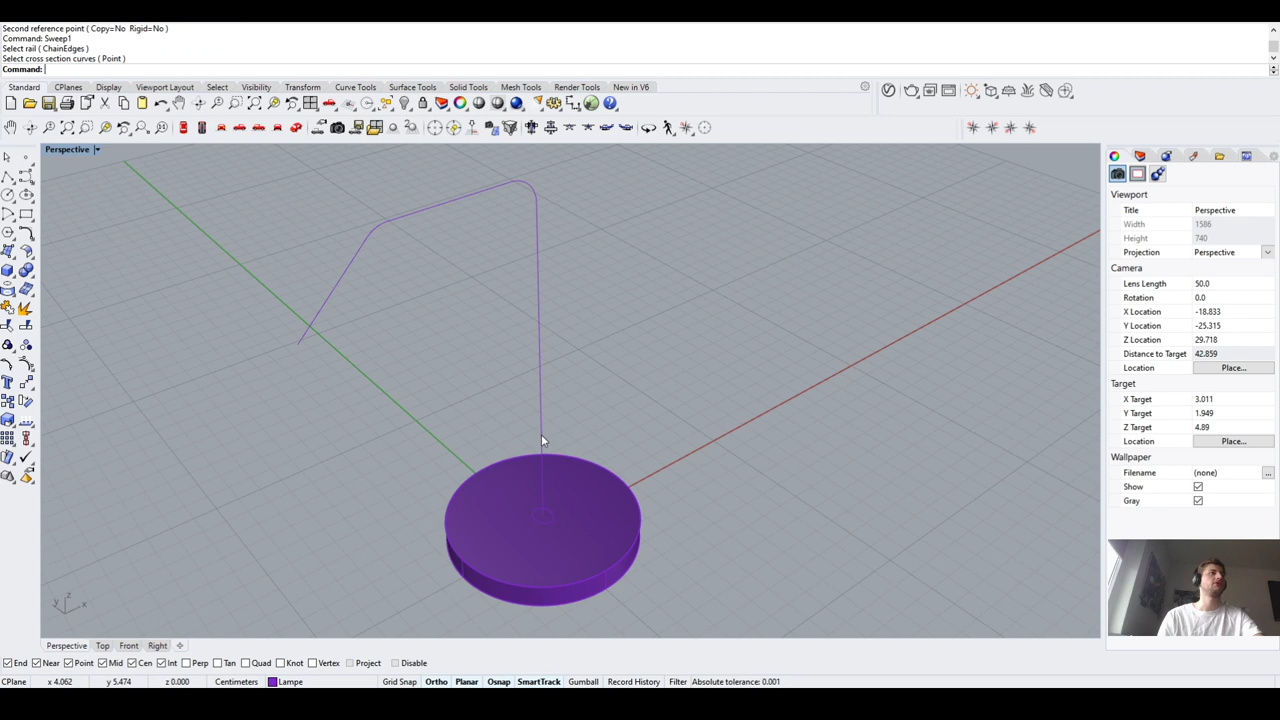 Second reference point ( Copy=No  Rigid=No )
Command: Sweep1
Select rail ( ChainEdges )
Select cross section curves ( Point )
Command:
Standard CPlanes Display Viewport Layout Select Visibility Transform Curve Tools Surface Tools Solid Tools Mesh Tools Render Tools New in V6
Perspective
Viewport
Title Perspective
Width 1586
Height 740
Projection Perspective
Camera
Lens Length 50.0
Rotation 0.0
X Location -18.833
Y Location -25.315
Z Location 29.718
Distance to Target 42.859
Location Place...
Target
X Target 3.011
Y Target 1.949
Z Target 4.89
Location Place...
Wallpaper
Filename (none) ...
Show
Gray
z
y x
Perspective Top Front Right
End Near Point Mid Cen Int Perp Tan Quad Knot Vertex Project Disable
CPlane x 4.062 y 5.474 z 0.000 Centimeters Lampe Grid Snap Ortho Planar Osnap SmartTrack Gumball Record History Filter Absolute tolerance: 0.001